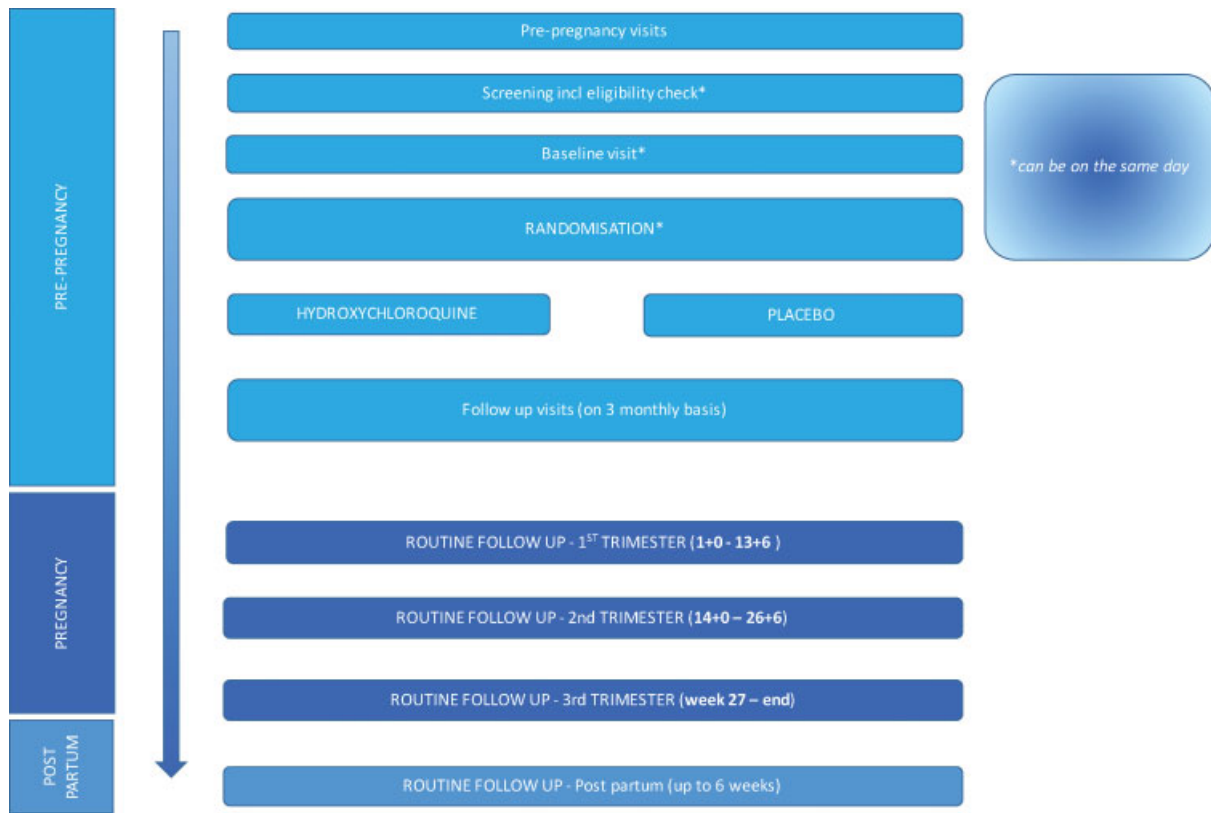 PRE-PREGNANCY
Pre-pregnancy visits
Screening incl eligibility check*
Baseline visit*
*can be on the same day
RANDOMISATION*
HYDROXYCHLOROQUINE
PLACEBO
Follow up visits (on 3 monthly basis)
PREGNANCY
ROUTINE FOLLOW UP - 1ST TRIMESTER (1+0 - 13+6 )
ROUTINE FOLLOW UP - 2nd TRIMESTER (14+0 – 26+6)
ROUTINE FOLLOW UP - 3rd TRIMESTER (week 27 – end)
POST
PARTUM
ROUTINE FOLLOW UP - Post partum (up to 6 weeks)